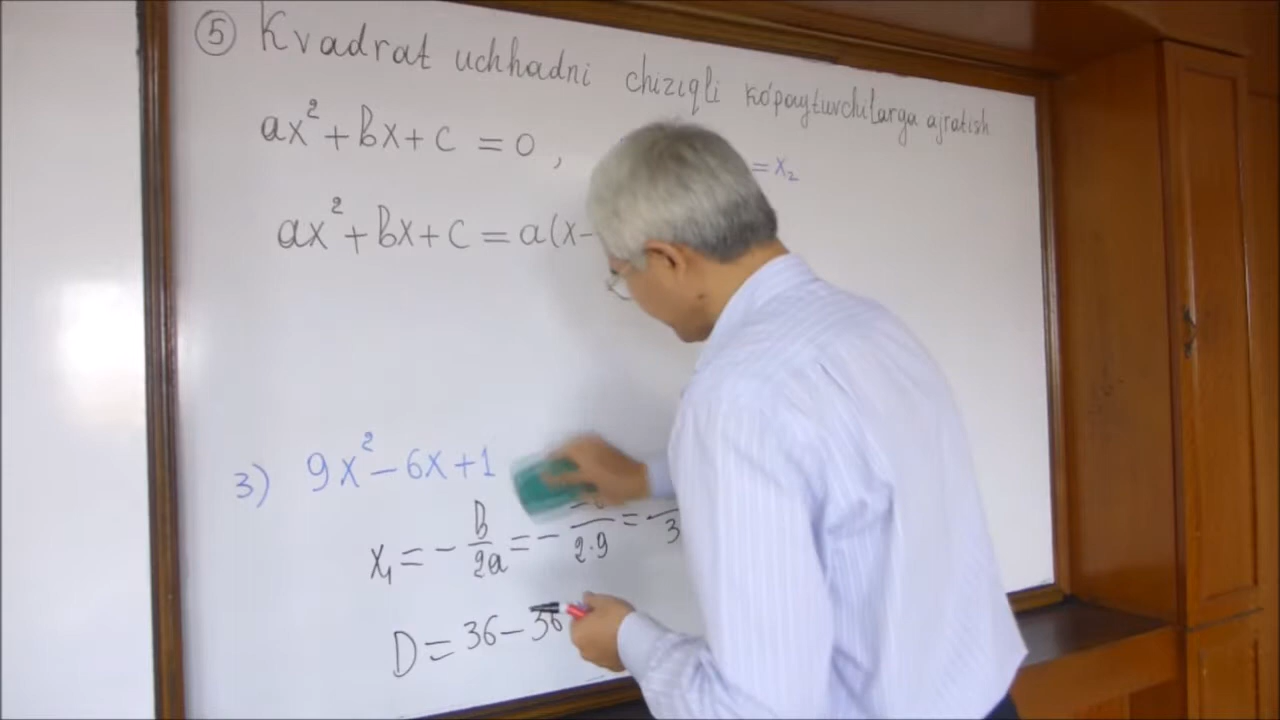 ⑤ Kvadrat uchhadni chiziqli ko'paytuvchilarga ajratish
ax² + bx + c = 0 , = x₂
ax² + bx + c = a(x-
3) 9x² - 6x + 1
x₁ = - b/2a = - /2·9 = /3
D = 36 - 36